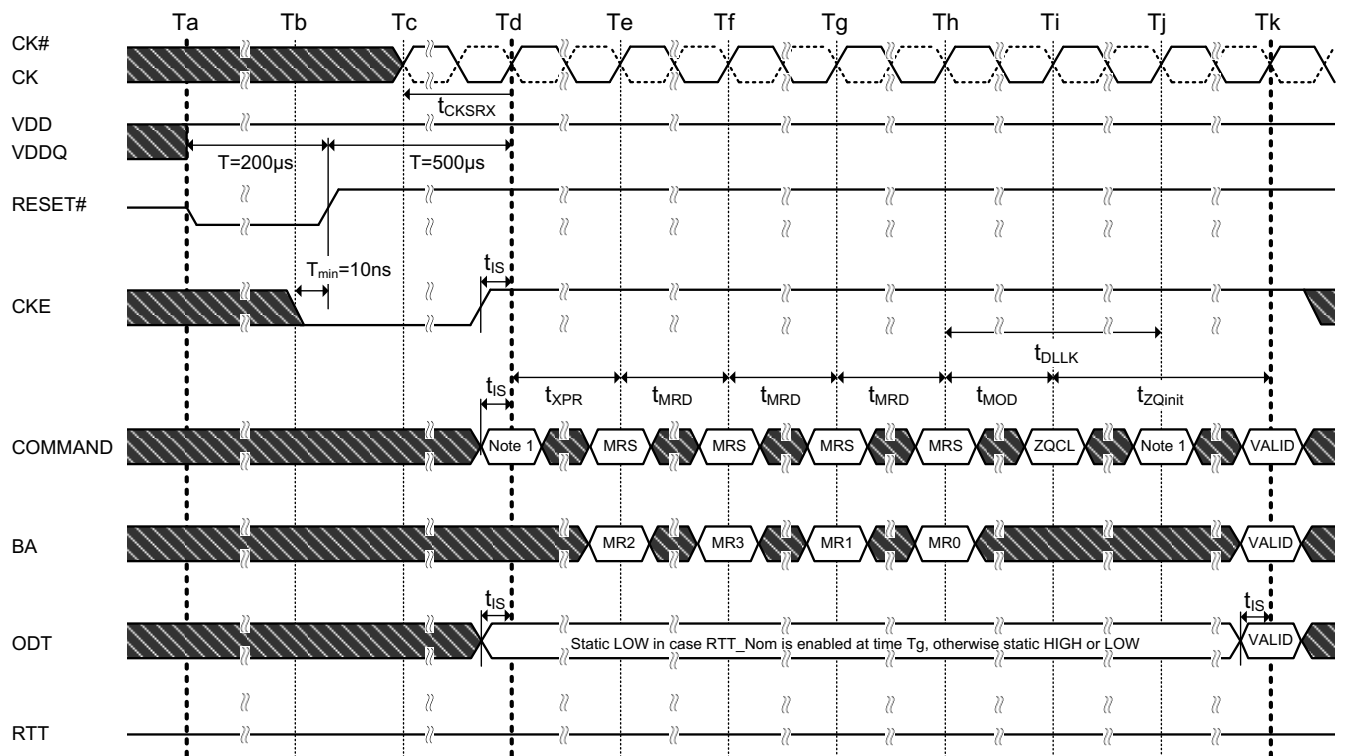 Ta Tb Tc Td Te Tf Tg Th Ti Tj Tk
CK#
CK
tCKSRX
VDD
VDDQ
T=200µs T=500µs
RESET#
Tmin=10ns tIS
CKE
tDLLK
tIS tXPR tMRD tMRD tMRD tMOD tZQinit
COMMAND Note 1 MRS MRS MRS MRS ZQCL Note 1 VALID
BA MR2 MR3 MR1 MR0 VALID
tIS tIS
ODT Static LOW in case RTT_Nom is enabled at time Tg, otherwise static HIGH or LOW VALID
RTT